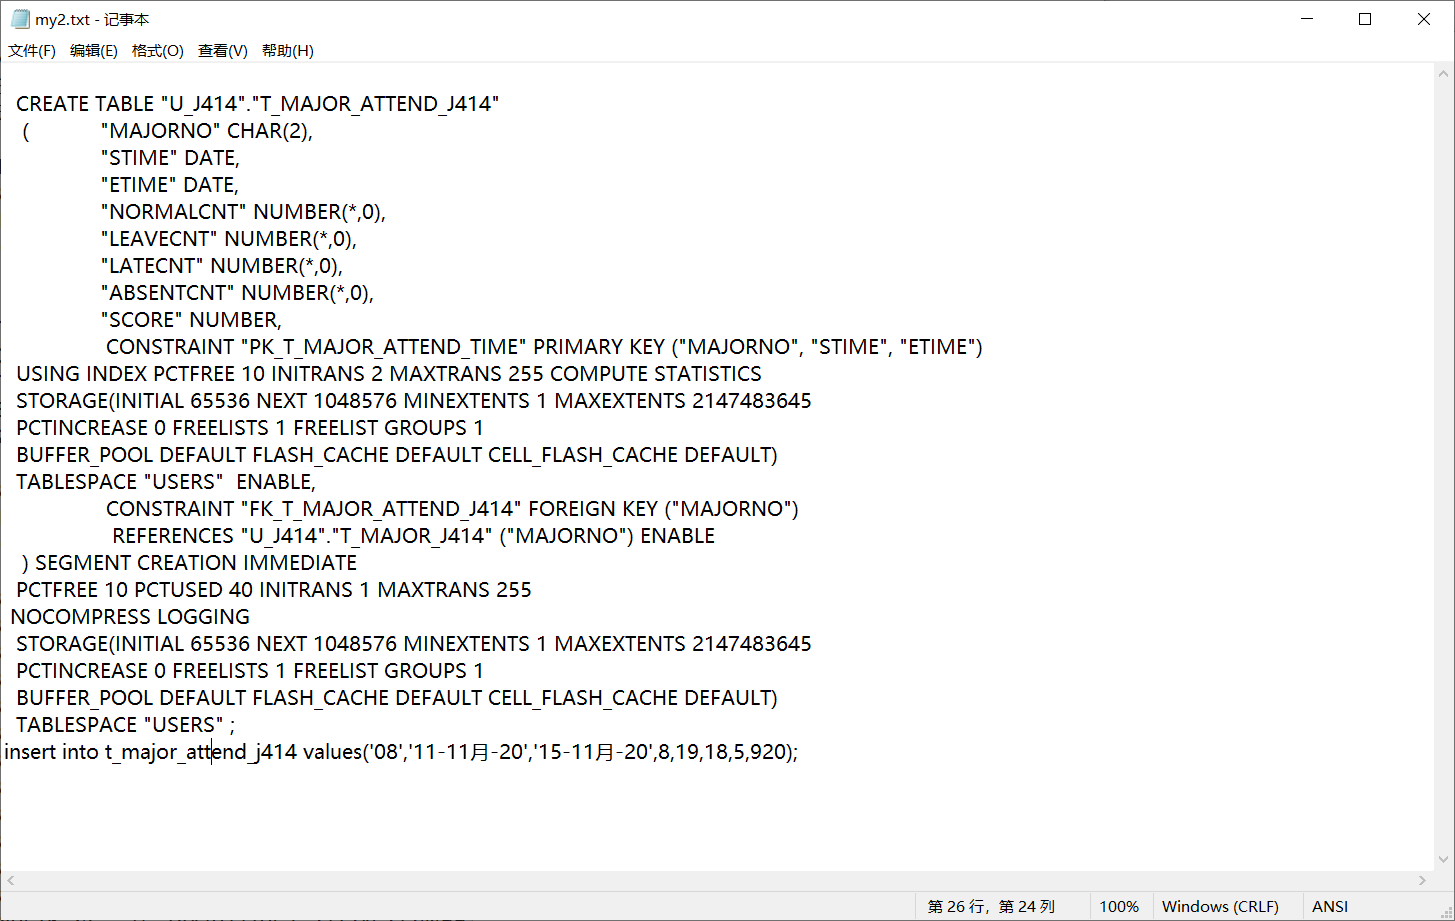 my2.txt - 记事本
文件(F) 编辑(E) 格式(O) 查看(V) 帮助(H)
CREATE TABLE "U_J414"."T_MAJOR_ATTEND_J414"
( "MAJORNO" CHAR(2),
"STIME" DATE,
"ETIME" DATE,
"NORMALCNT" NUMBER(*,0),
"LEAVECNT" NUMBER(*,0),
"LATECNT" NUMBER(*,0),
"ABSENTCNT" NUMBER(*,0),
"SCORE" NUMBER,
CONSTRAINT "PK_T_MAJOR_ATTEND_TIME" PRIMARY KEY ("MAJORNO", "STIME", "ETIME")
USING INDEX PCTFREE 10 INITRANS 2 MAXTRANS 255 COMPUTE STATISTICS
STORAGE(INITIAL 65536 NEXT 1048576 MINEXTENTS 1 MAXEXTENTS 2147483645
PCTINCREASE 0 FREELISTS 1 FREELIST GROUPS 1
BUFFER_POOL DEFAULT FLASH_CACHE DEFAULT CELL_FLASH_CACHE DEFAULT)
TABLESPACE "USERS"  ENABLE,
CONSTRAINT "FK_T_MAJOR_ATTEND_J414" FOREIGN KEY ("MAJORNO")
REFERENCES "U_J414"."T_MAJOR_J414" ("MAJORNO") ENABLE
) SEGMENT CREATION IMMEDIATE
PCTFREE 10 PCTUSED 40 INITRANS 1 MAXTRANS 255
NOCOMPRESS LOGGING
STORAGE(INITIAL 65536 NEXT 1048576 MINEXTENTS 1 MAXEXTENTS 2147483645
PCTINCREASE 0 FREELISTS 1 FREELIST GROUPS 1
BUFFER_POOL DEFAULT FLASH_CACHE DEFAULT CELL_FLASH_CACHE DEFAULT)
TABLESPACE "USERS" ;
insert into t_major_attend_j414 values('08','11-11月-20','15-11月-20',8,19,18,5,920);
第 26 行，第 24 列 100% Windows (CRLF) ANSI